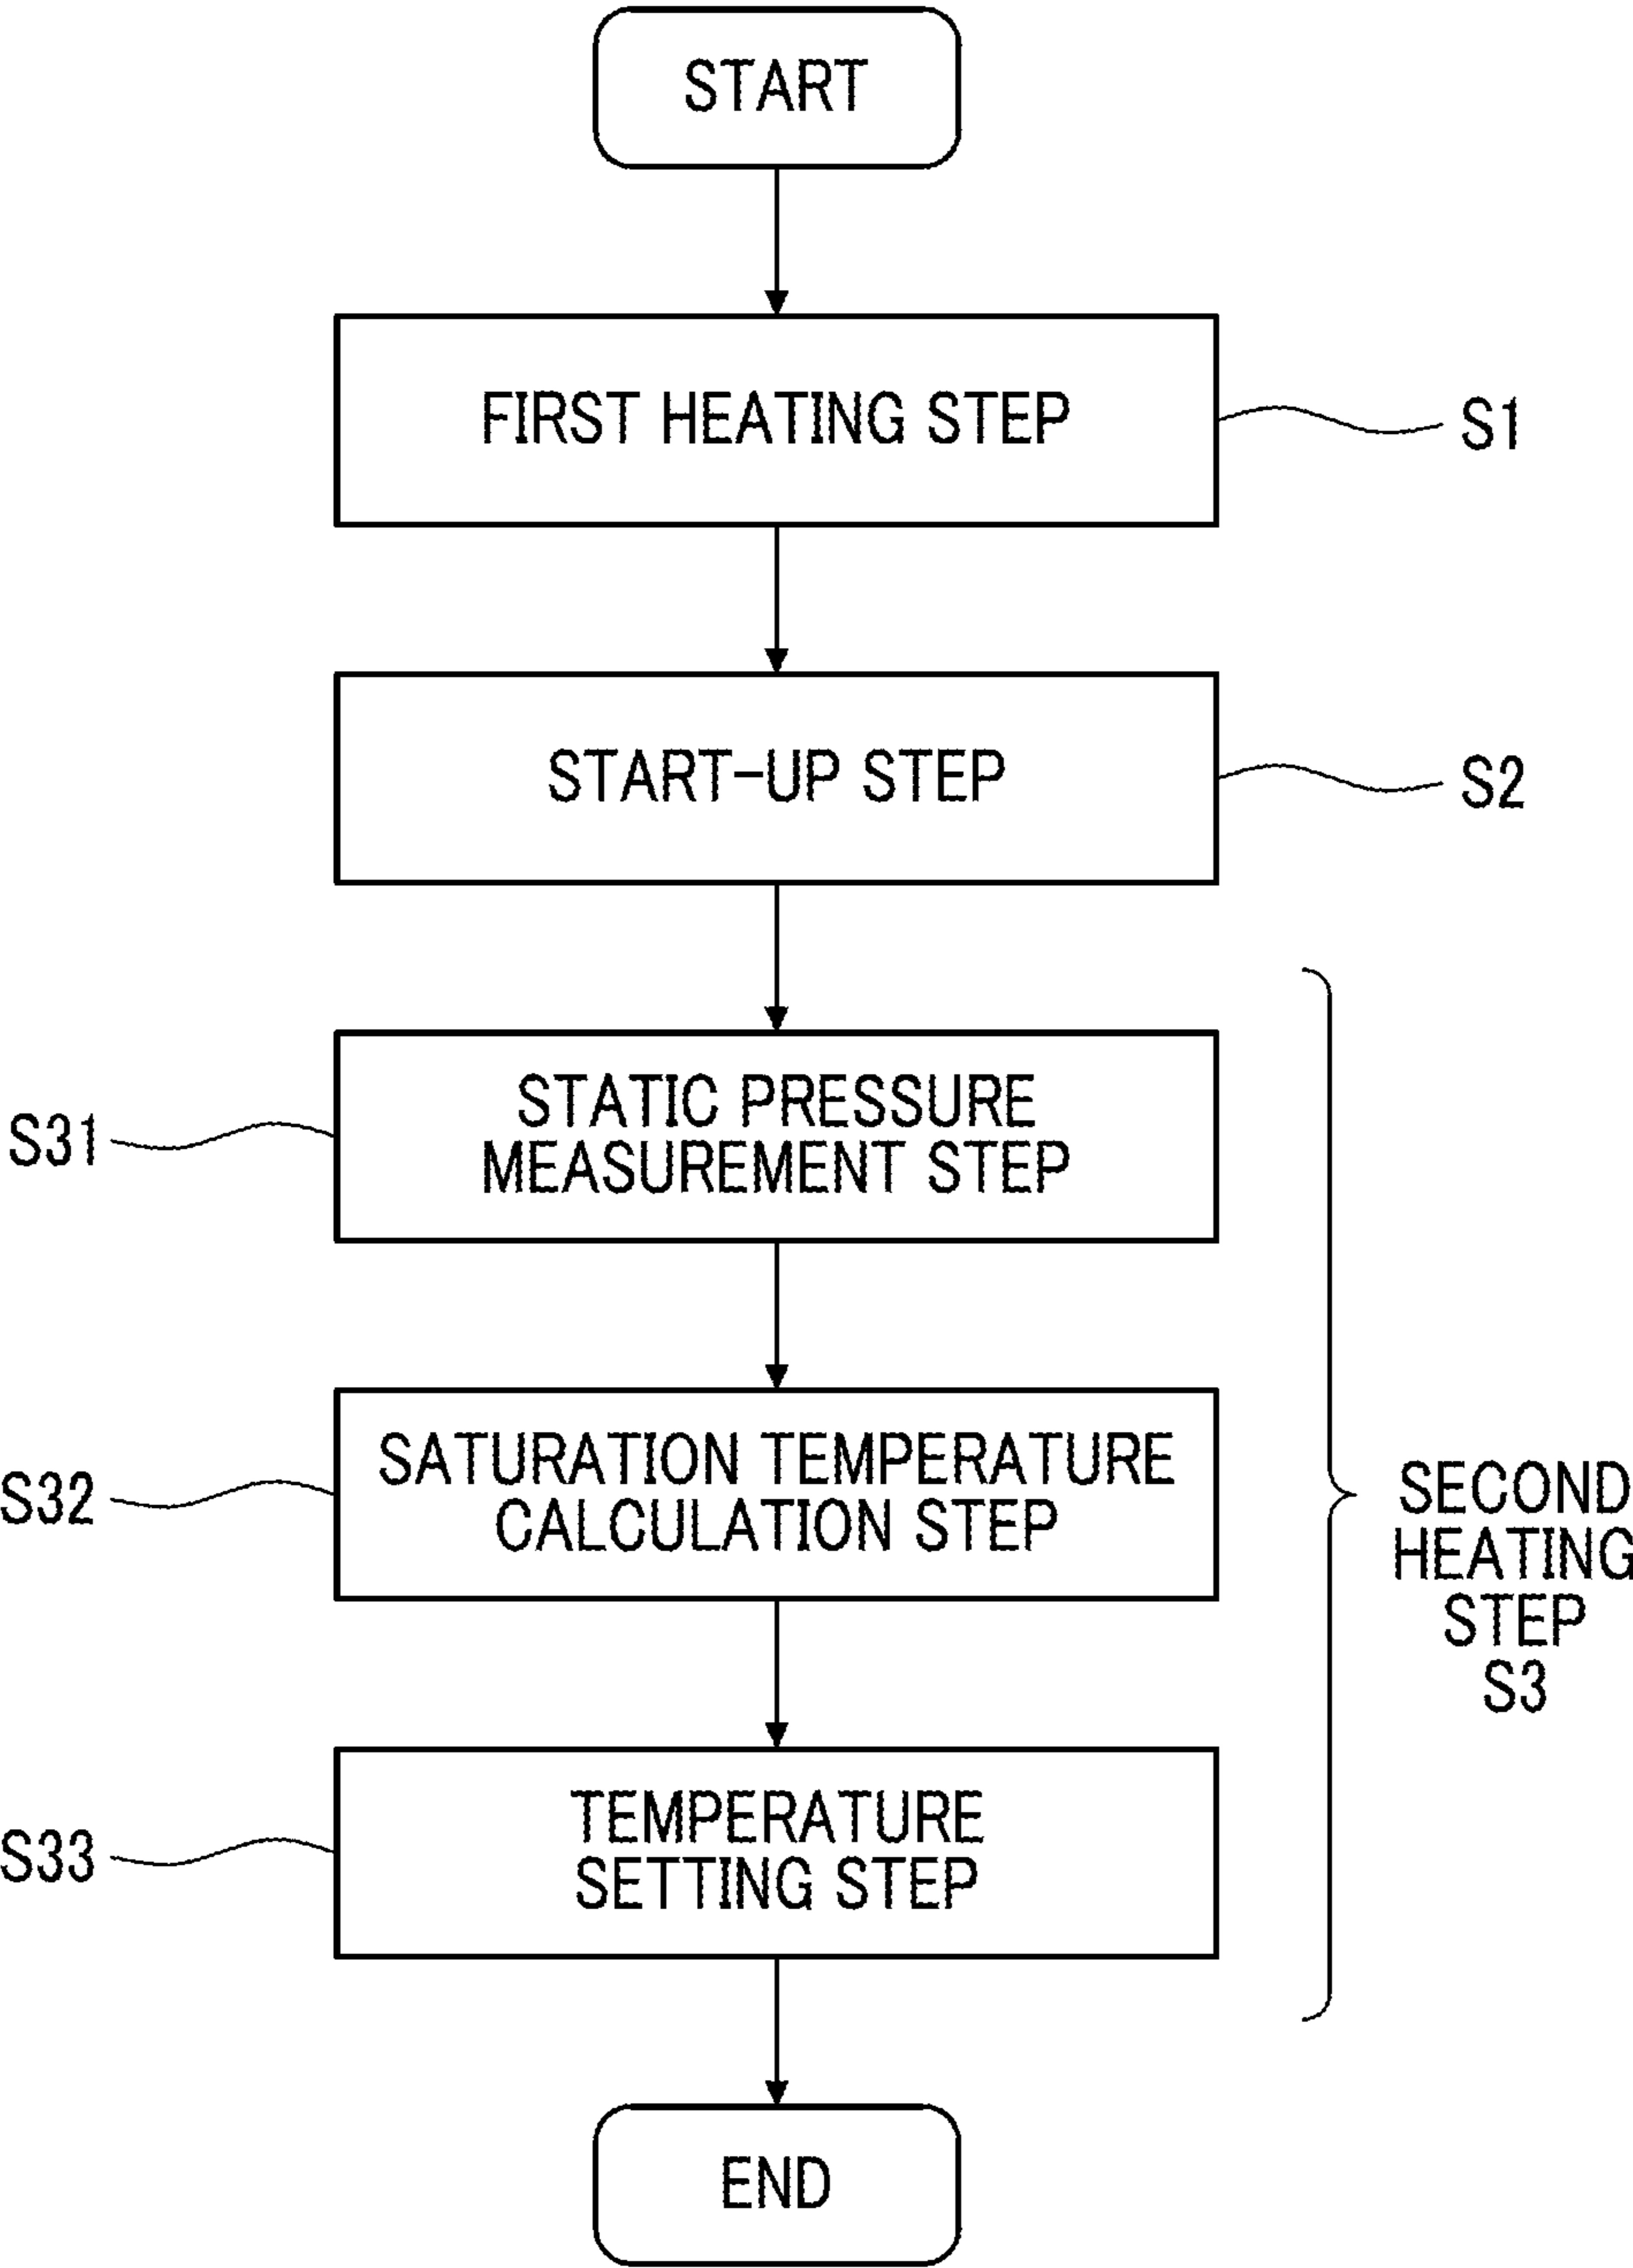 START
FIRST HEATING STEP
S1
START-UP STEP
S2
STATIC PRESSURE
MEASUREMENT STEP
S31
SATURATION TEMPERATURE
CALCULATION STEP
S32
SECOND
HEATING
STEP
S3
TEMPERATURE
SETTING STEP
S33
END